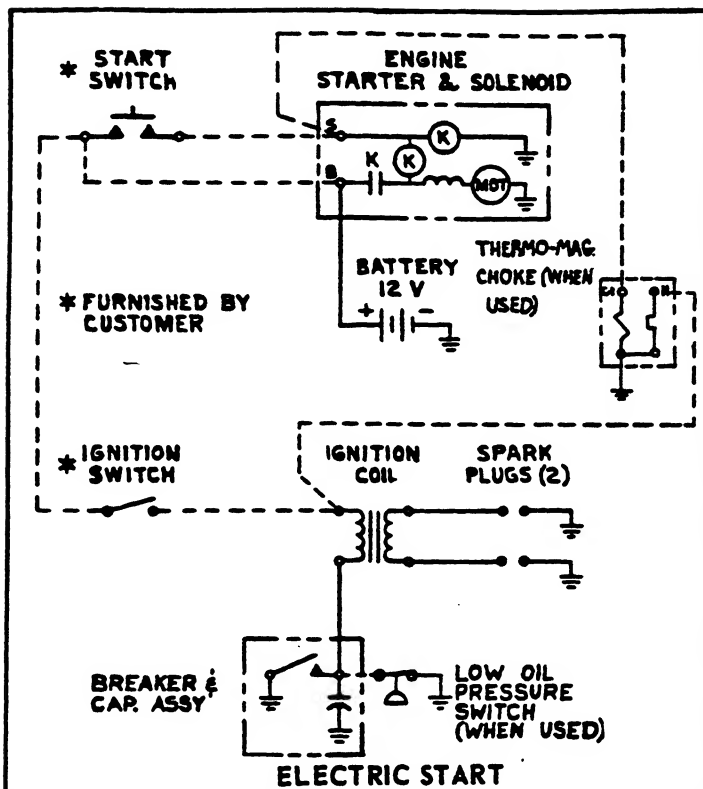 * START
SWITCH
ENGINE
STARTER & SOLENOID
S
K
K
K
B
MOT
BATTERY
12 V
+ -
THERMO-MAG.
CHOKE (WHEN
USED)
H
* FURNISHED BY
CUSTOMER
* IGNITION
SWITCH
IGNITION
COIL
SPARK
PLUGS (2)
BREAKER &
CAP. ASSY
LOW OIL
PRESSURE
SWITCH
(WHEN USED)
ELECTRIC START